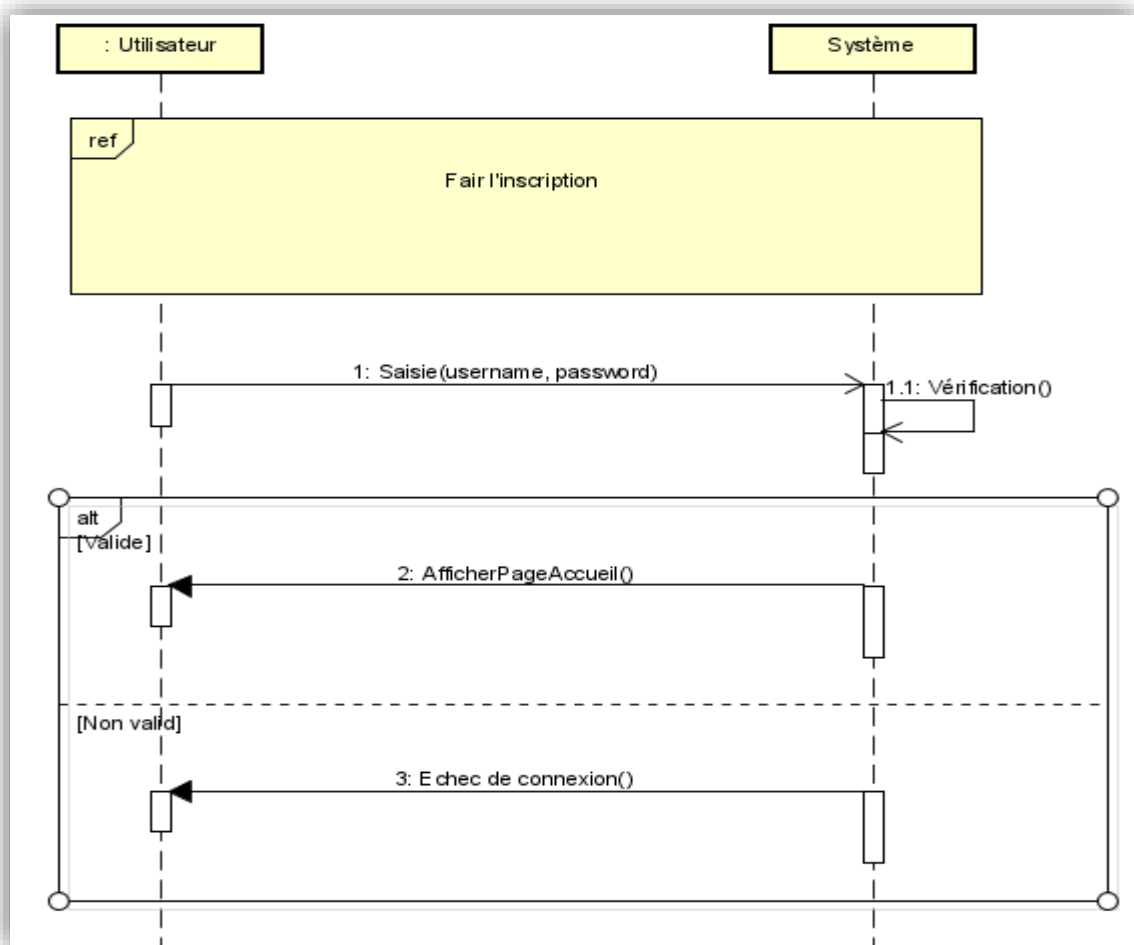 : Utilisateur
Système
ref
Fair l'inscription
1: Saisie(username, password)
1.1: Vérification()
alt
[Valide]
2: AfficherPageAccueil()
[Non valid]
3: Echec de connexion()